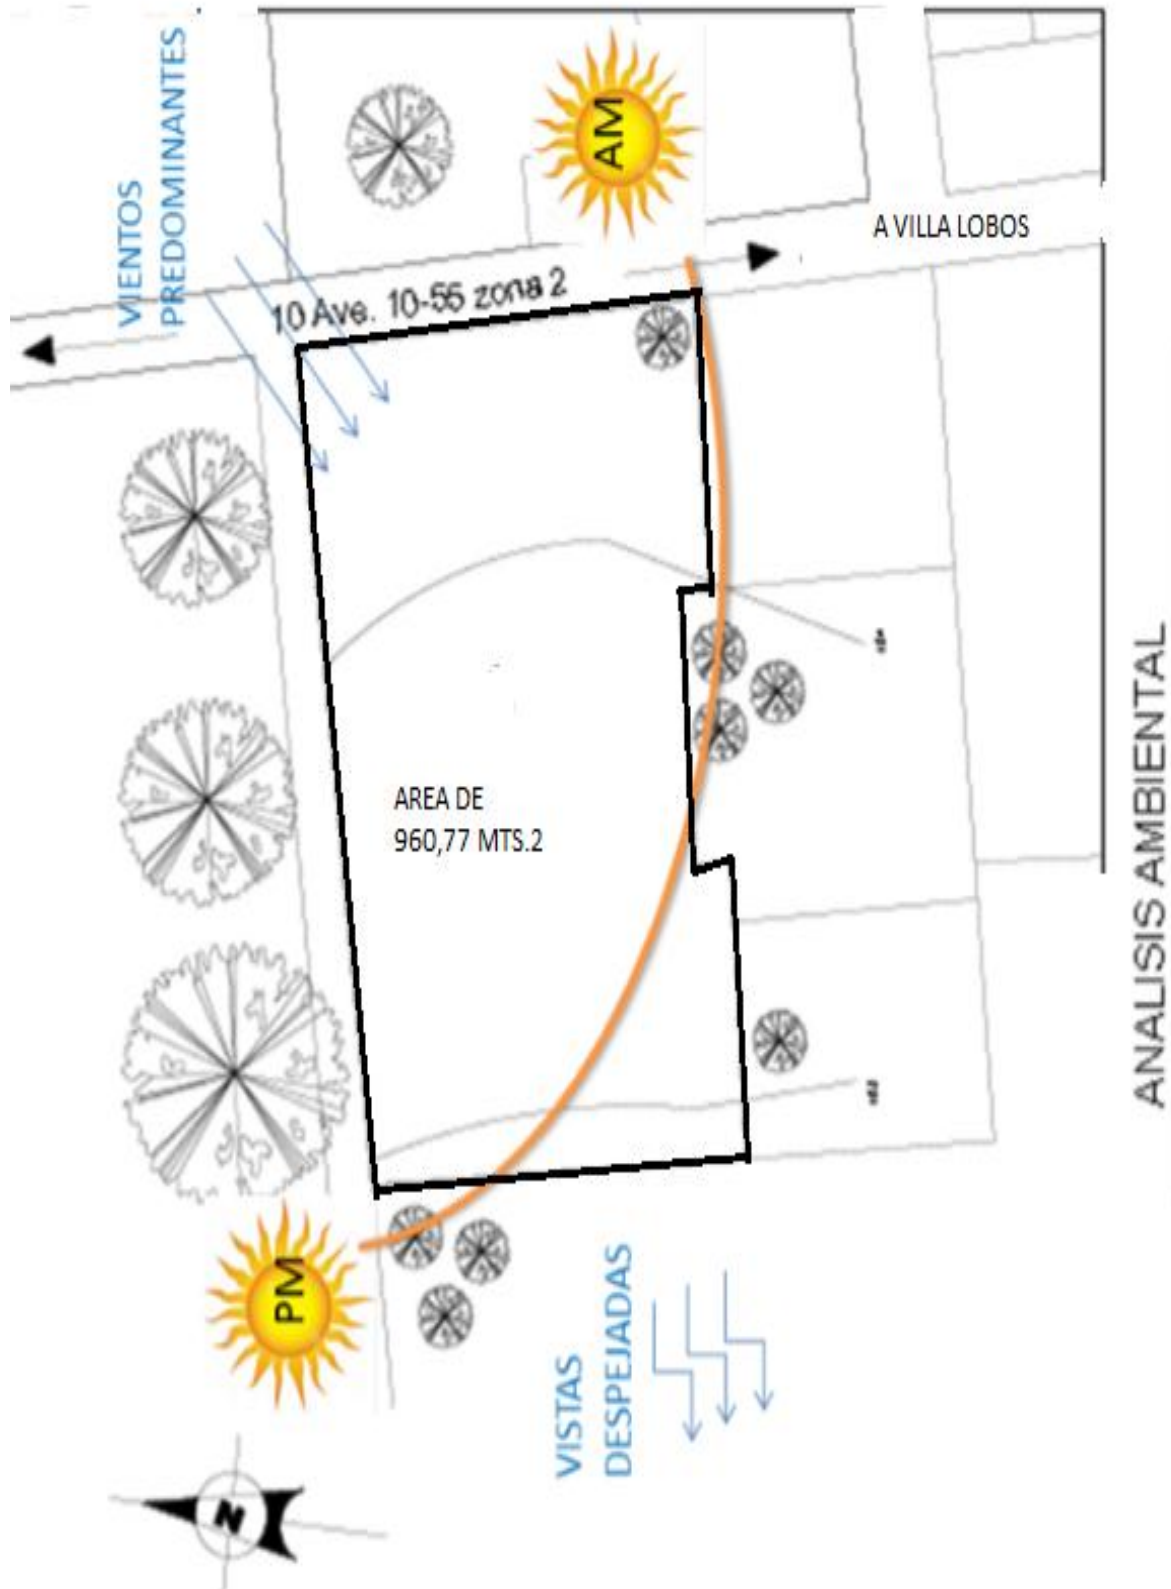 VIENTOS
PREDOMINANTES
AM
A VILLA LOBOS
10 Ave. 10-55 zona 2
AREA DE
960,77 MTS.2
ANALISIS AMBIENTAL
PM
VISTAS
DESPEJADAS
N